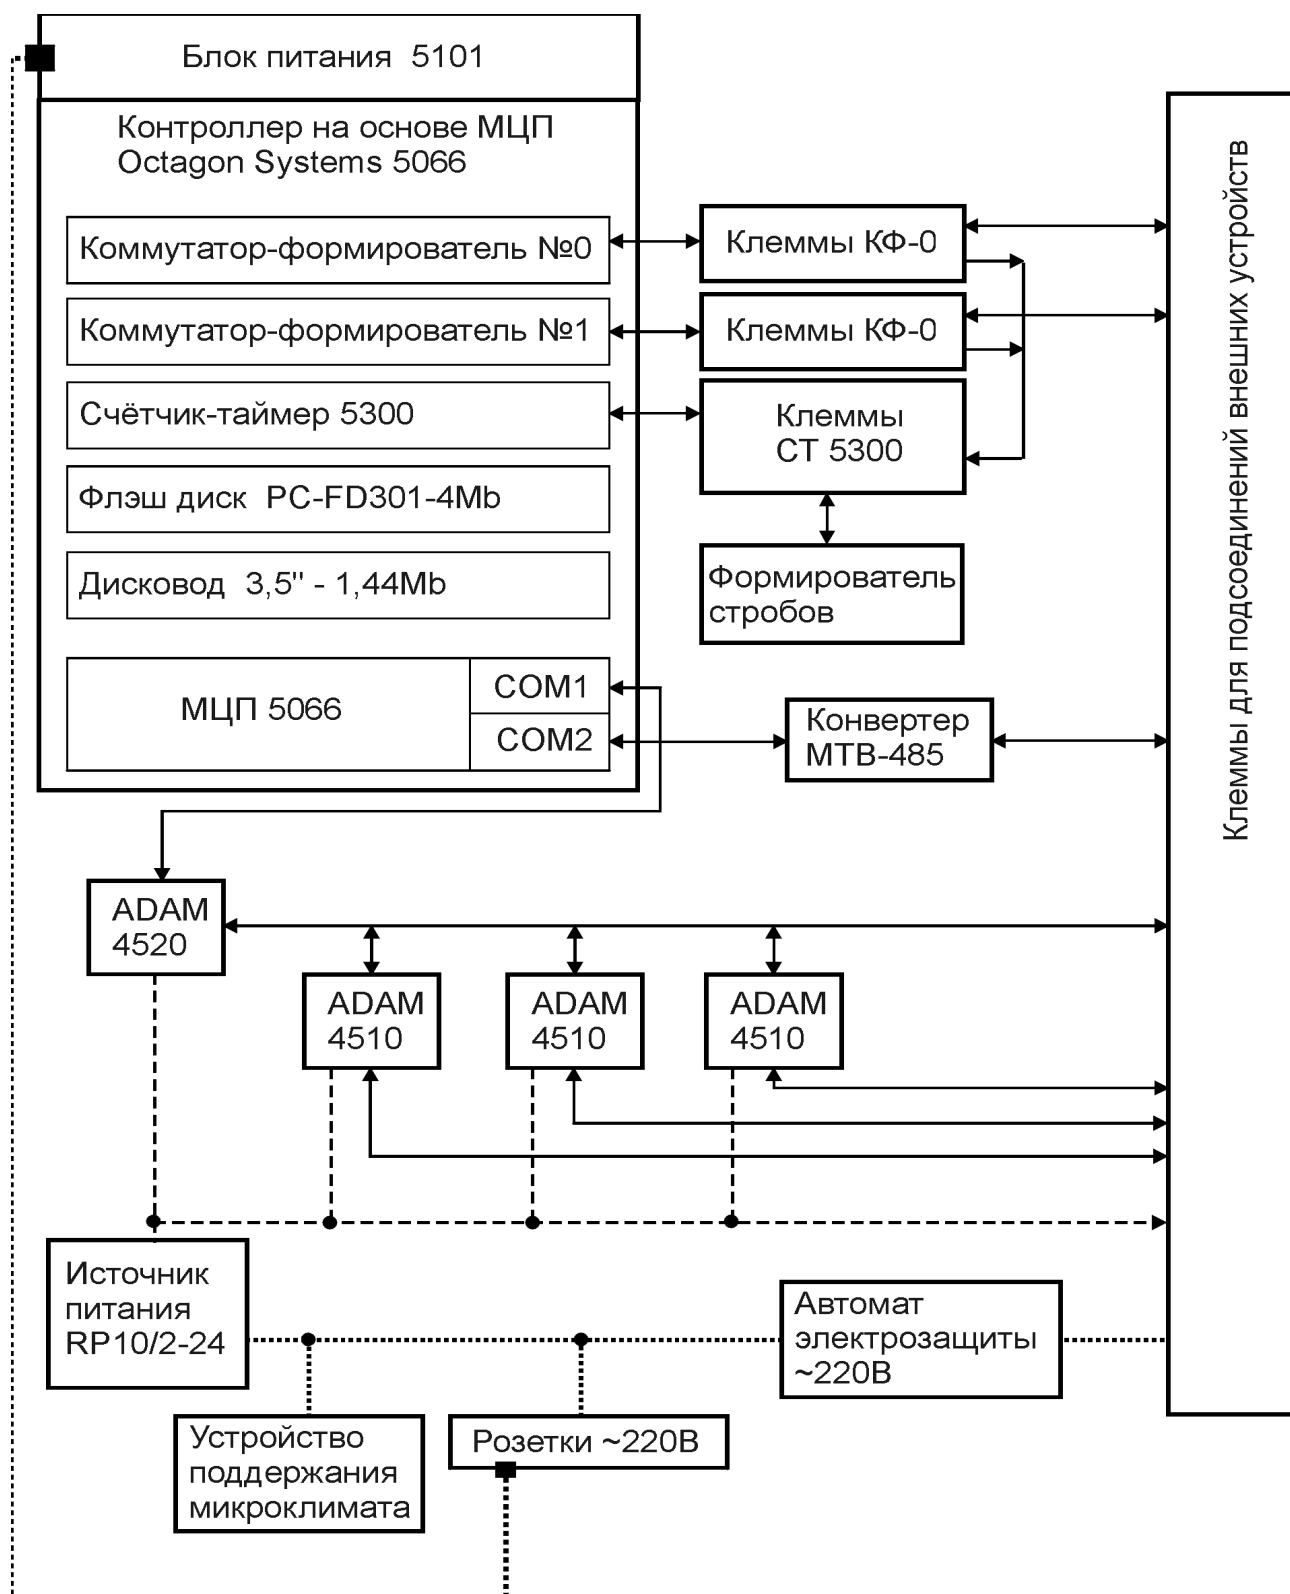 Блок питания 5101
Контроллер на основе МЦП
Octagon Systems 5066
Коммутатор-формирователь №0
Клеммы КФ-0
Коммутатор-формирователь №1
Клеммы КФ-0
Счётчик-таймер 5300
Клеммы
СТ 5300
Флэш диск PC-FD301-4Mb
Дисковод 3,5" - 1,44Mb
Формирователь
стробов
МЦП 5066
COM1
COM2
Конвертер
МТВ-485
Клеммы для подсоединений внешних устройств
ADAM
4520
ADAM
4510
ADAM
4510
ADAM
4510
Источник
питания
RP10/2-24
Автомат
электрозащиты
~220В
Устройство
поддержания
микроклимата
Розетки ~220В